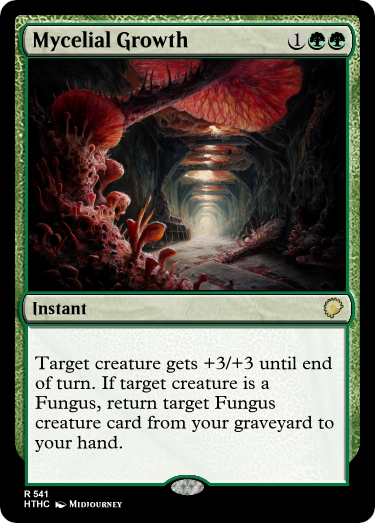 Mycelial Growth 1
Instant
Target creature gets +3/+3 until end
of turn. If target creature is a
Fungus, return target Fungus
creature card from your graveyard to
your hand.
R 541
HTHC Midjourney